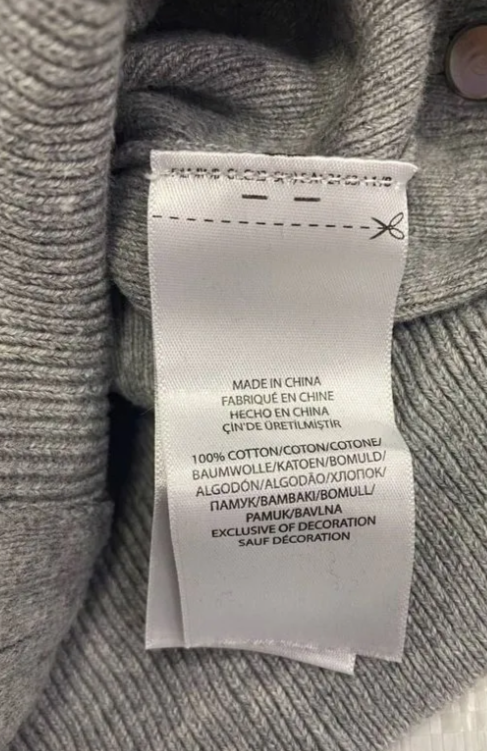 MADE IN CHINA
FABRIQUÉ EN CHINE
HECHO EN CHINA
ÇİN'DE ÜRETİLMİŞTİR
100% COTTON/COTON/COTONE/
BAUMWOLLE/KATOEN/BOMULD/
ALGODÓN/ALGODÃO/ХЛОПОК/
ПАМУК/BAMBAKI/BOMULL/
PAMUK/BAVLNA
EXCLUSIVE OF DECORATION
SAUF DÉCORATION